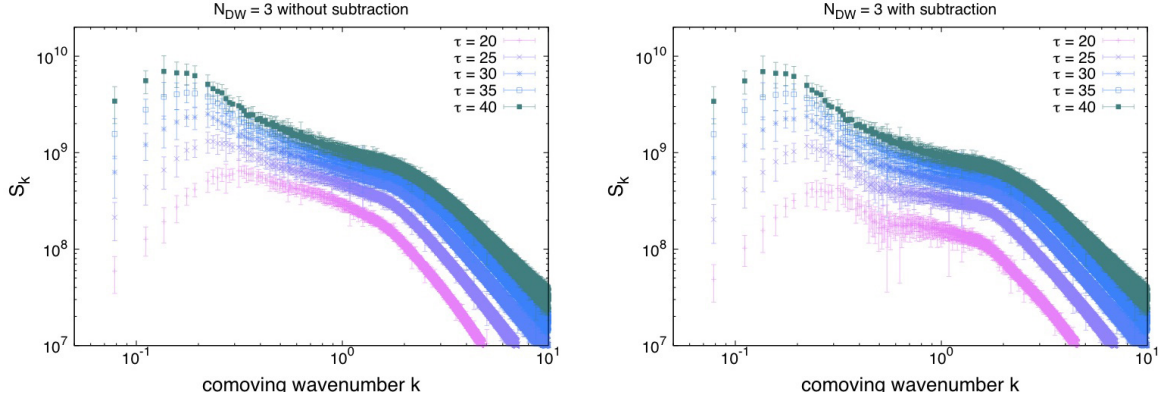 N_DW = 3 without subtraction
S_k
10^10
10^9
10^8
10^7
τ = 20
τ = 25
τ = 30
τ = 35
τ = 40
10^-1
10^0
10^1
comoving wavenumber k
N_DW = 3 with subtraction
S_k
10^10
10^9
10^8
10^7
τ = 20
τ = 25
τ = 30
τ = 35
τ = 40
10^-1
10^0
10^1
comoving wavenumber k